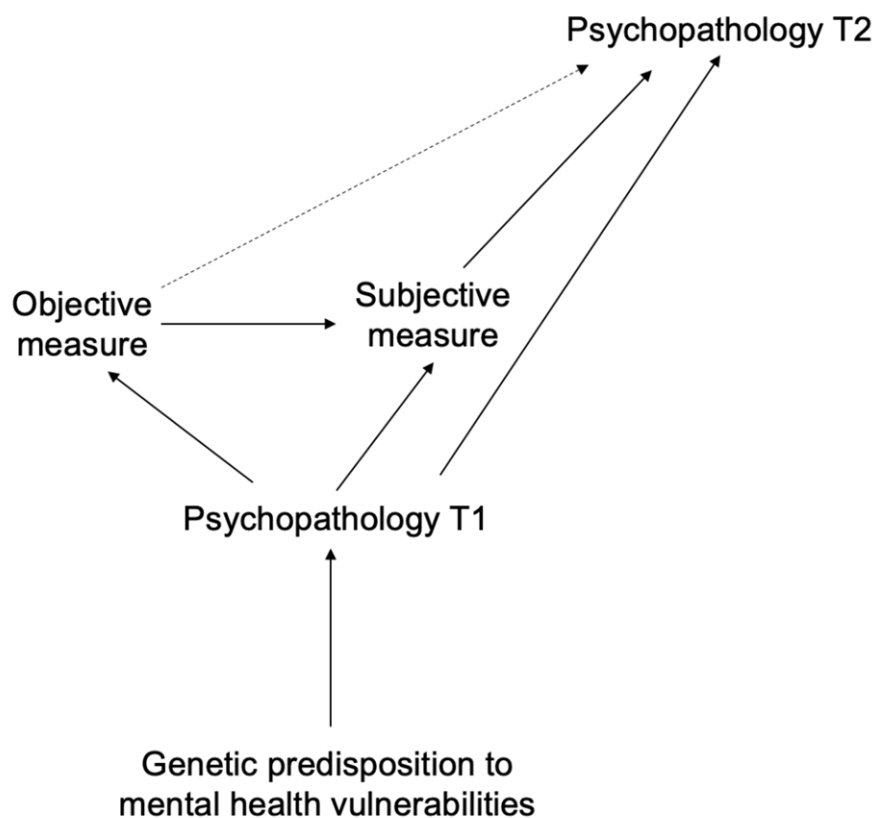 Psychopathology T2
Objective
measure
Subjective
measure
Psychopathology T1
Genetic predisposition to
mental health vulnerabilities